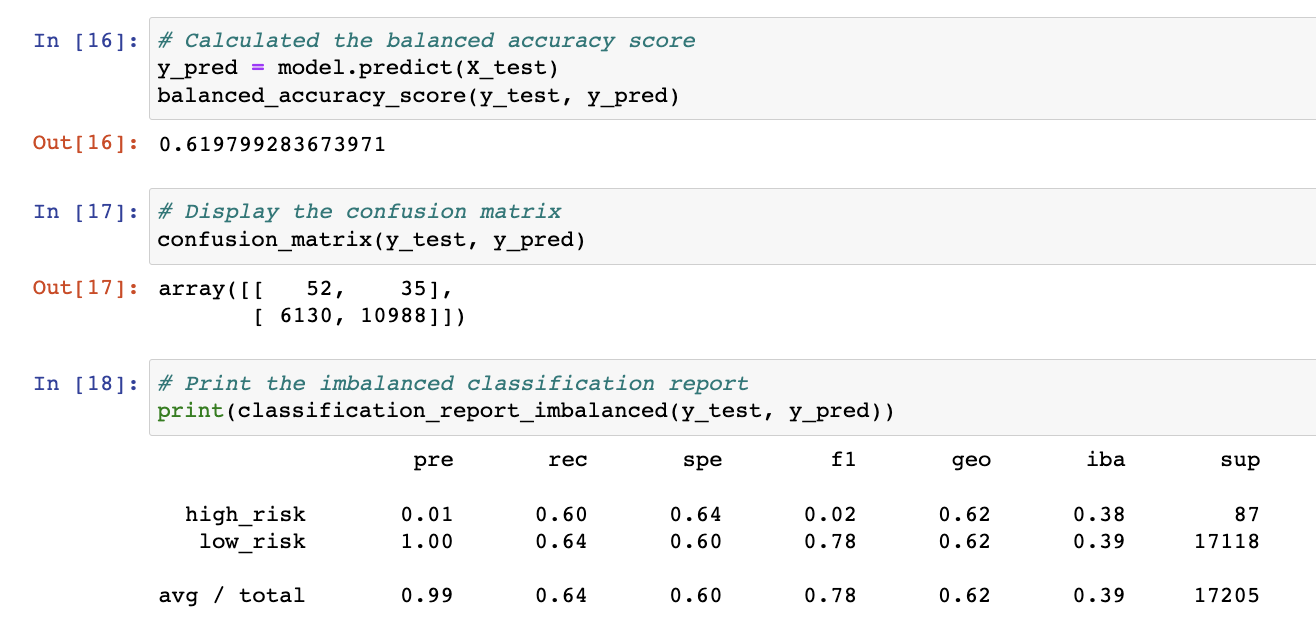 In [16]: # Calculated the balanced accuracy score
y_pred = model.predict(X_test)
balanced_accuracy_score(y_test, y_pred)
Out[16]: 0.619799283673971
In [17]: # Display the confusion matrix
confusion_matrix(y_test, y_pred)
Out[17]: array([[   52,    35],
       [ 6130, 10988]])
In [18]: # Print the imbalanced classification report
print(classification_report_imbalanced(y_test, y_pred))
pre rec spe f1 geo iba sup
high_risk 0.01 0.60 0.64 0.02 0.62 0.38 87
low_risk 1.00 0.64 0.60 0.78 0.62 0.39 17118
avg / total 0.99 0.64 0.60 0.78 0.62 0.39 17205